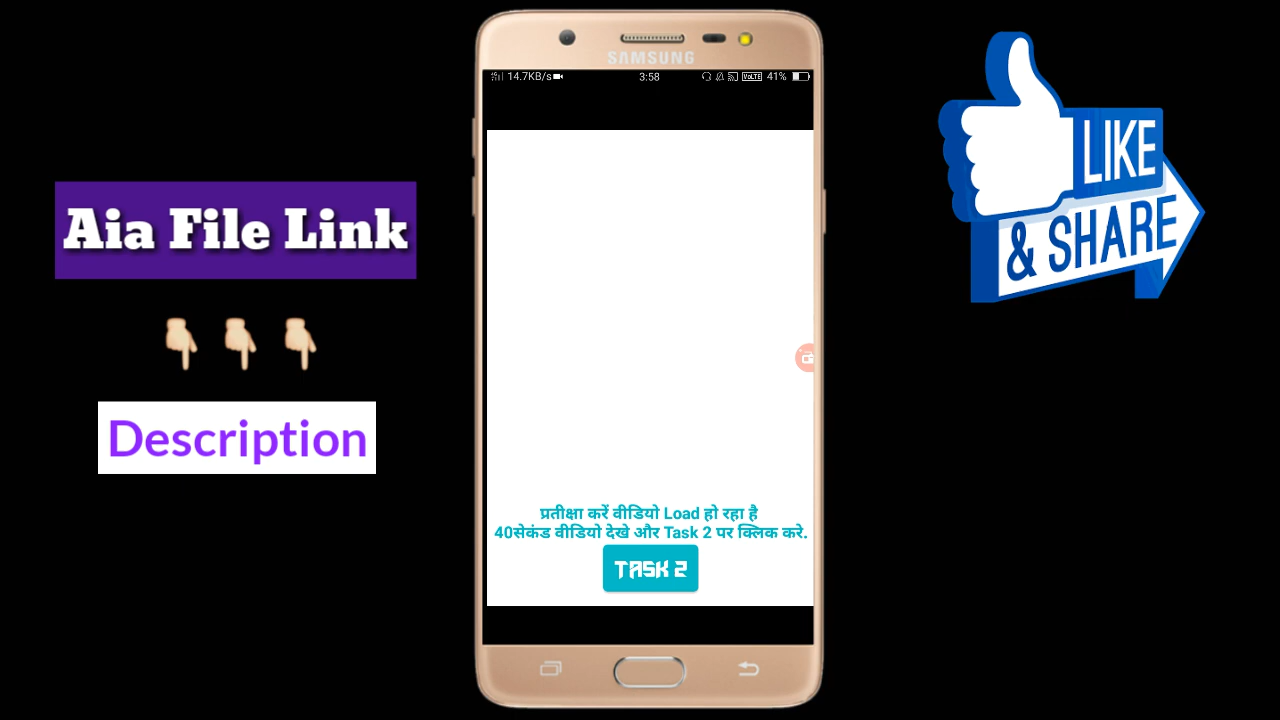 SAMSUNG
14.7KB/s
3:58
VoLTE
41%
Aia File Link
Description
LIKE
& SHARE
प्रतीक्षा करें वीडियो Load हो रहा है
40सेकंड वीडियो देखे और Task 2 पर क्लिक करे.
TASK 2